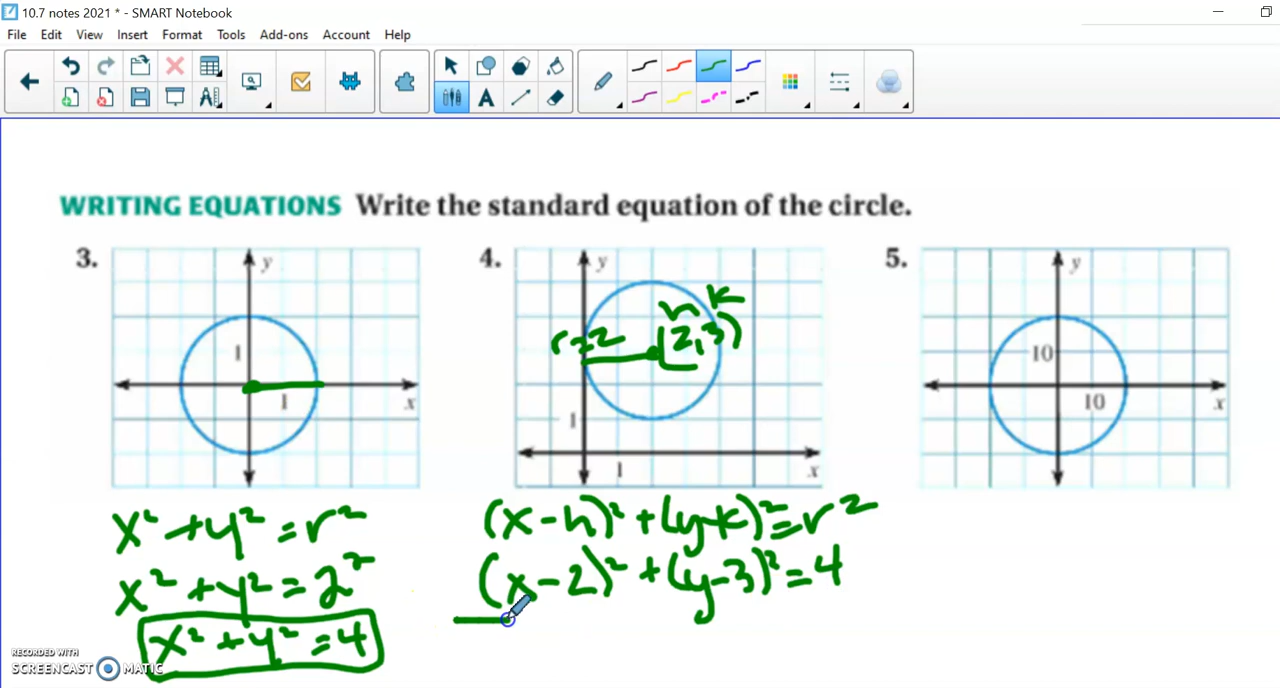 10.7 notes 2021 * - SMART Notebook
File Edit View Insert Format Tools Add-ons Account Help
WRITING EQUATIONS Write the standard equation of the circle.
3.
y
1
1
x
4.
y
h k
r=2
(2,3)
1
1
x
5.
y
10
10
x
x² + y² = r²
x² + y² = 2²
x² + y² = 4
(x-h)² + (y-k)² = r²
(x-2)² + (y-3)² = 4
RECORDED WITH
SCREENCAST MATIC